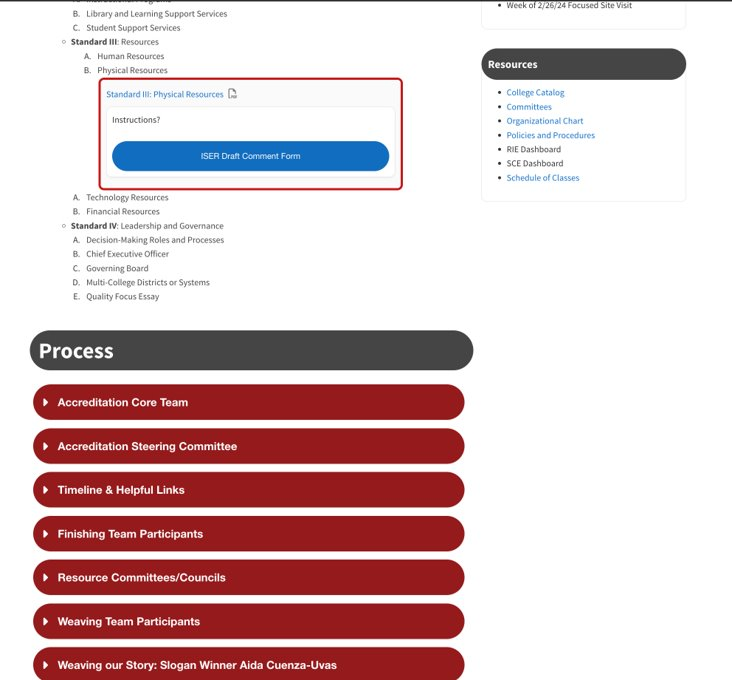 B. Library and Learning Support Services
C. Student Support Services
Standard III: Resources
A. Human Resources
B. Physical Resources
Standard III: Physical Resources
Instructions?
ISER Draft Comment Form
A. Technology Resources
B. Financial Resources
Standard IV: Leadership and Governance
A. Decision-Making Roles and Processes
B. Chief Executive Officer
C. Governing Board
D. Multi-College Districts or Systems
E. Quality Focus Essay
Process
Accreditation Core Team
Accreditation Steering Committee
Timeline & Helpful Links
Finishing Team Participants
Resource Committees/Councils
Weaving Team Participants
Weaving our Story: Slogan Winner Aida Cuenza-Uvas
Week of 2/26/24 Focused Site Visit
Resources
College Catalog
Committees
Organizational Chart
Policies and Procedures
RIE Dashboard
SCE Dashboard
Schedule of Classes